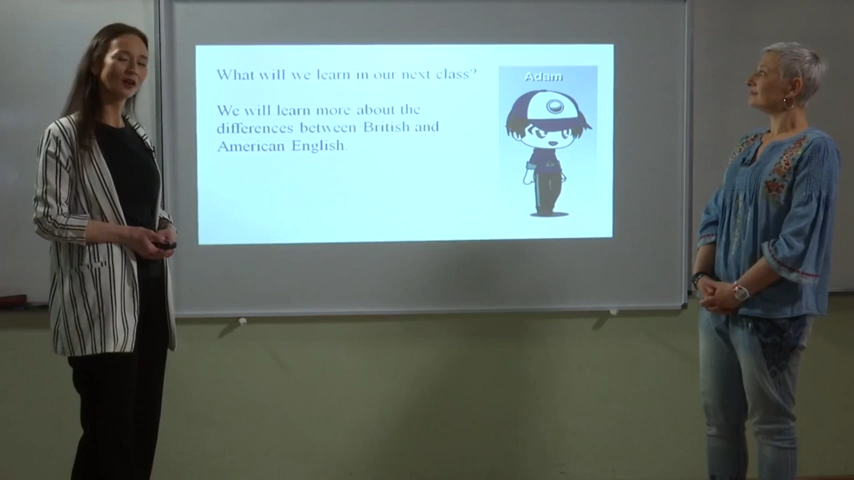 What will we learn in our next class?
We will learn more about the
differences between British and
American English.
Adam